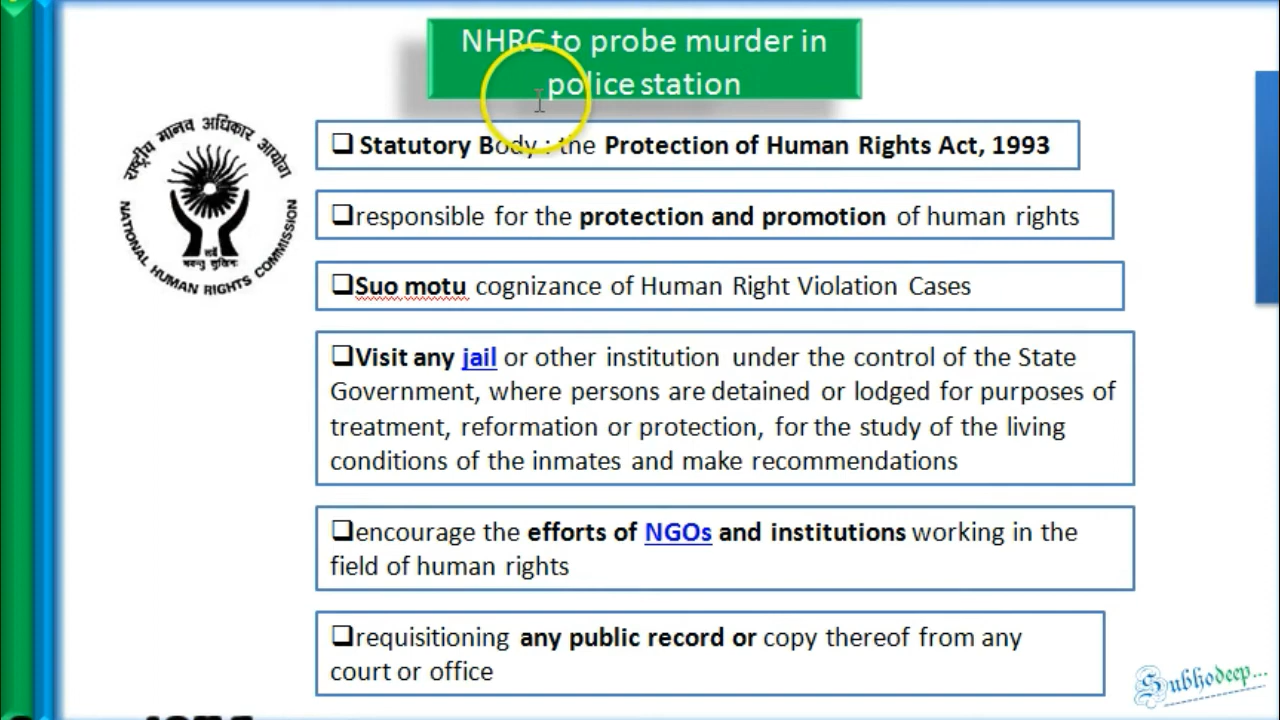 NHRC to probe murder in
police station
राष्ट्रीय मानव अधिकार आयोग
सर्वे
भवन्तु सुखिनः
NATIONAL HUMAN RIGHTS COMMISSION
❑ Statutory Body : the Protection of Human Rights Act, 1993
❑responsible for the protection and promotion of human rights
❑Suo motu cognizance of Human Right Violation Cases
❑Visit any jail or other institution under the control of the State
Government, where persons are detained or lodged for purposes of
treatment, reformation or protection, for the study of the living
conditions of the inmates and make recommendations
❑encourage the efforts of NGOs and institutions working in the
field of human rights
❑requisitioning any public record or copy thereof from any
court or office
Subhodeep...